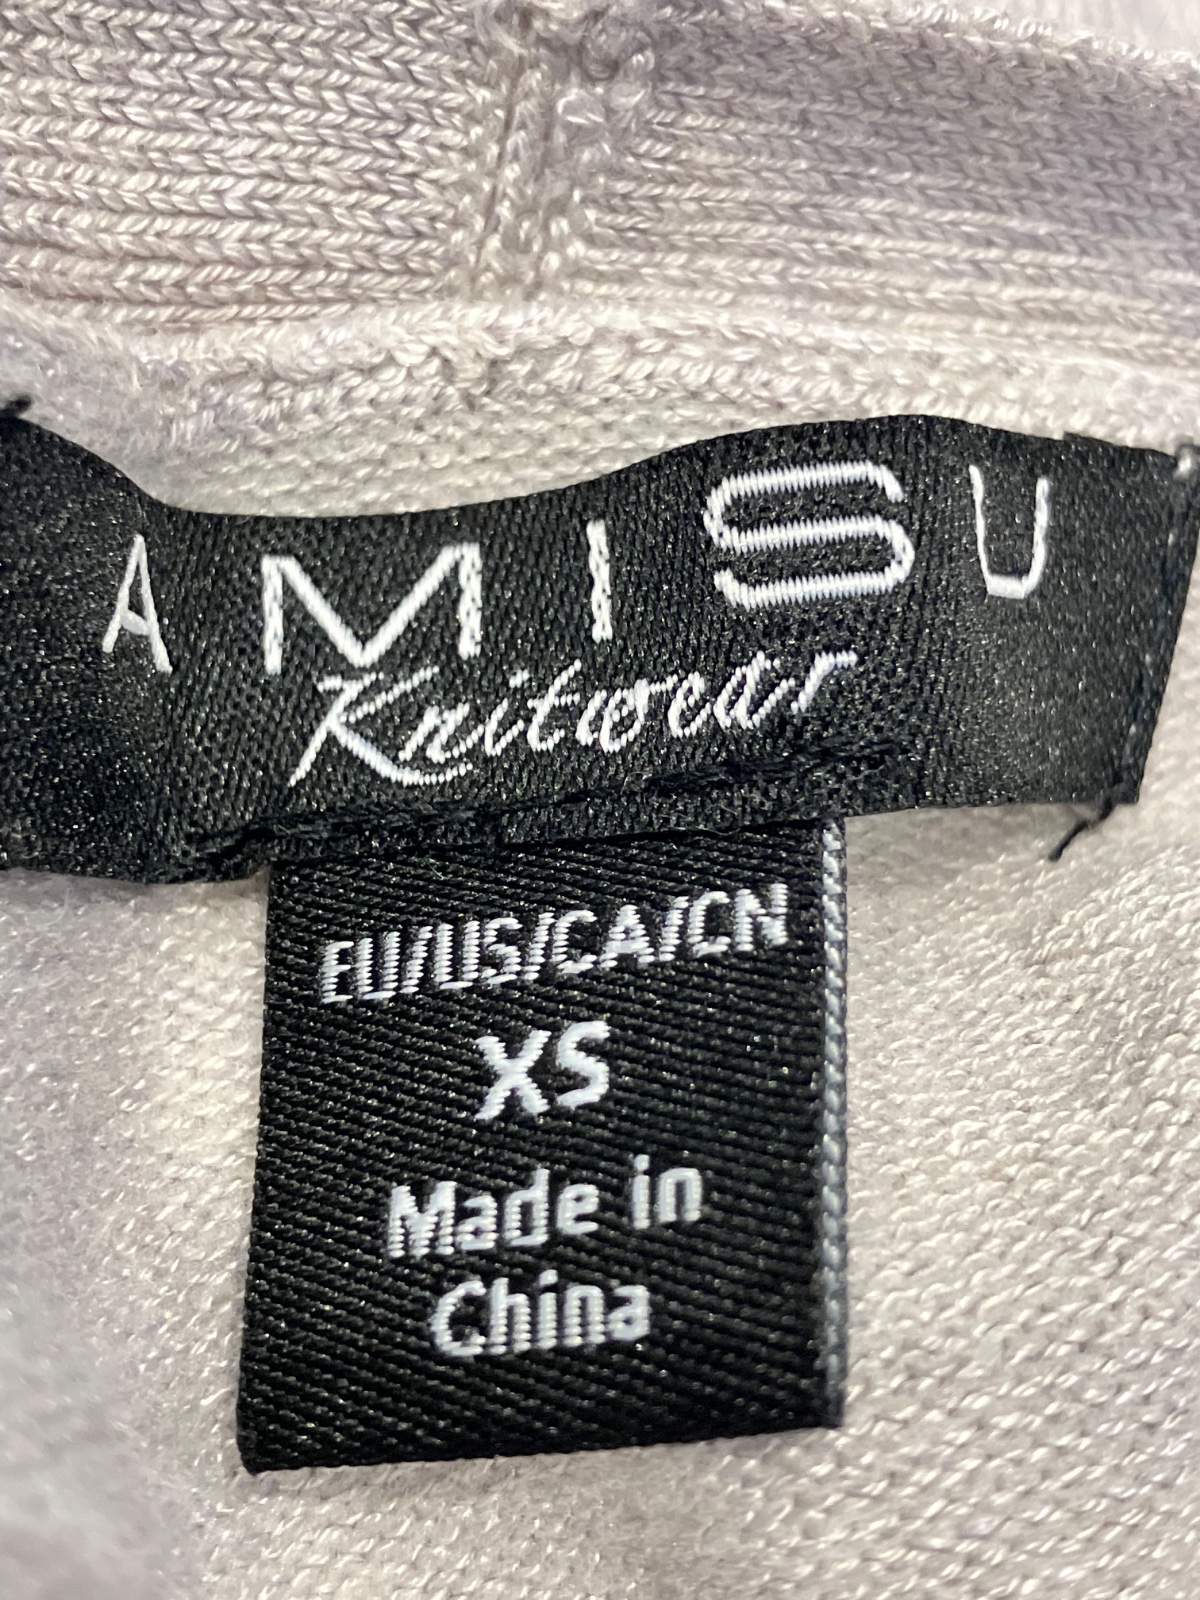 AMISU
Knitwear
EU/US/CA/CN
XS
Made in
China